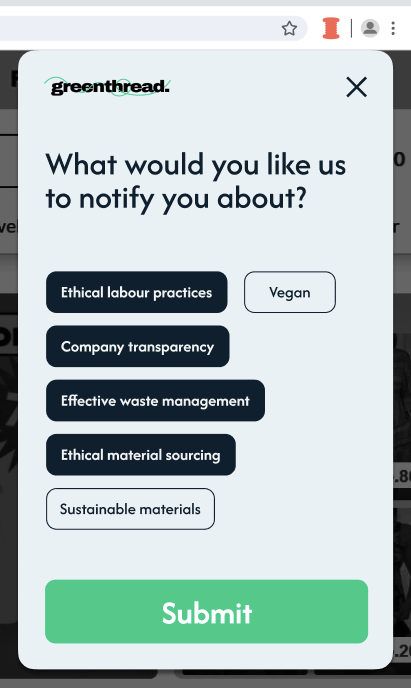 greenthread.
What would you like us
to notify you about?
Ethical labour practices
Vegan
Company transparency
Effective waste management
Ethical material sourcing
Sustainable materials
Submit